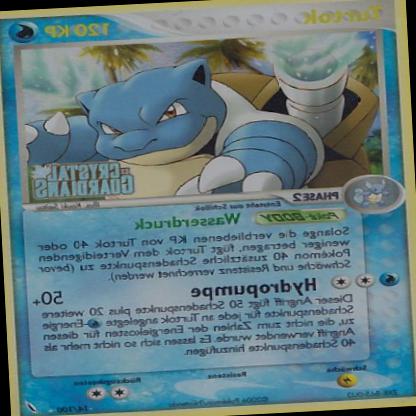 Turtok 120 KP
CRYSTAL
GUARDIANS
PHASE 2 Entsteht aus Schillok
Poké-BODY Wasserdruck
Solange die verbliebenen KP von Turtok 40 oder
weniger betragen, fügt Turtok dem Verteidigenden
Pokémon 40 zusätzliche Schadenspunkte zu (bevor
Schwäche und Resistenz verrechnet werden).
Hydropumpe 50+
Dieser Angriff fügt 50 Schadenspunkte plus 20 weitere
Schadenspunkte für jede an Turtok angelegte -Energie
zu, die nicht zum Zahlen der Energiekosten für diesen
Angriff verwendet wurde. Es lassen sich so nicht mehr als
40 Schadenspunkte hinzufügen.
Schwäche Resistenz Rückzugskosten
14/100